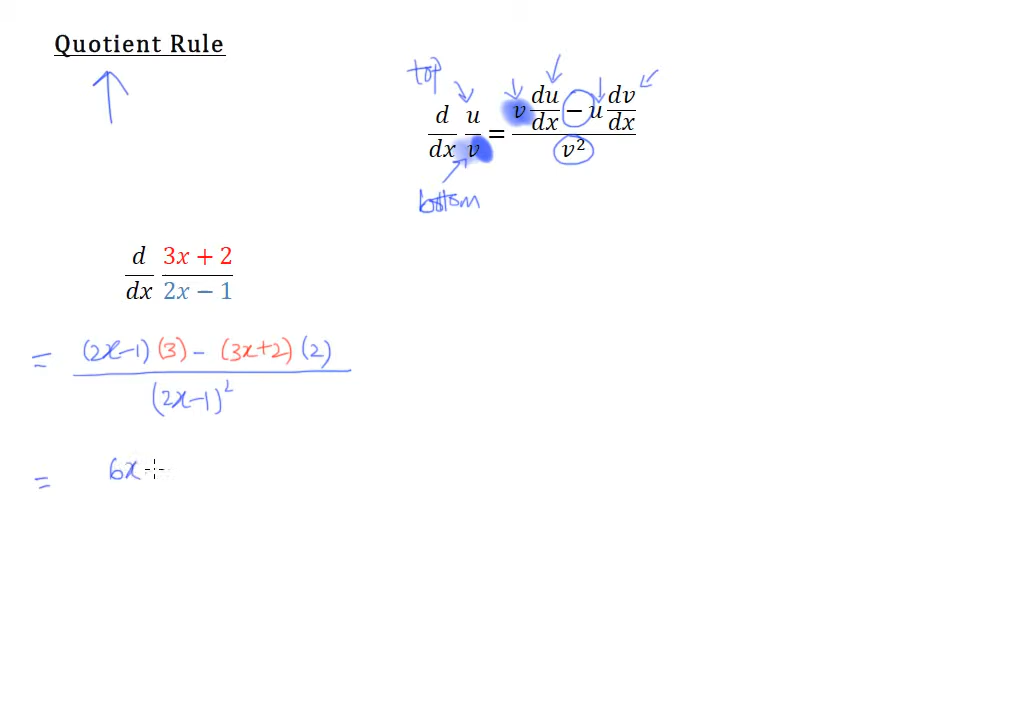 Quotient Rule
top
d/dx u/v = (v du/dx − u dv/dx)/v²
bottom
d/dx (3x + 2)/(2x − 1)
= ((2x−1)(3) − (3x+2)(2))/(2x−1)²
= 6x